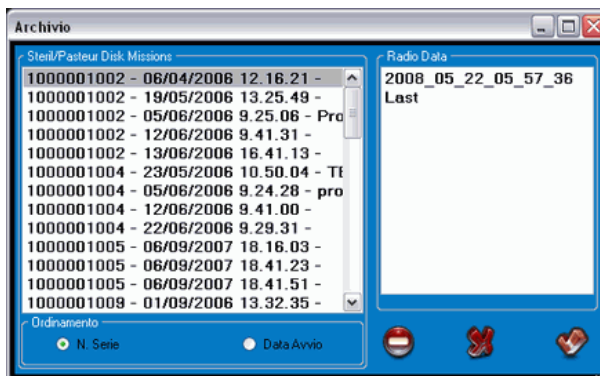 Archivio
Steril/Pasteur Disk Missions
1000001002 - 06/04/2006 12.16.21 -
1000001002 - 19/05/2006 13.25.49 -
1000001002 - 05/06/2006 9.25.06 - Pro
1000001002 - 12/06/2006 9.41.31 -
1000001002 - 13/06/2006 16.41.13 -
1000001004 - 23/05/2006 10.50.04 - TE
1000001004 - 05/06/2006 9.24.28 - pro
1000001004 - 12/06/2006 9.41.00 -
1000001004 - 22/06/2006 9.29.31 -
1000001005 - 06/09/2007 18.16.03 -
1000001005 - 06/09/2007 18.41.23 -
1000001005 - 06/09/2007 18.41.51 -
1000001009 - 01/09/2006 13.32.35 -
Radio Data
2008_05_22_05_57_36
Last
Ordinamento
N. Serie
Data Avvio